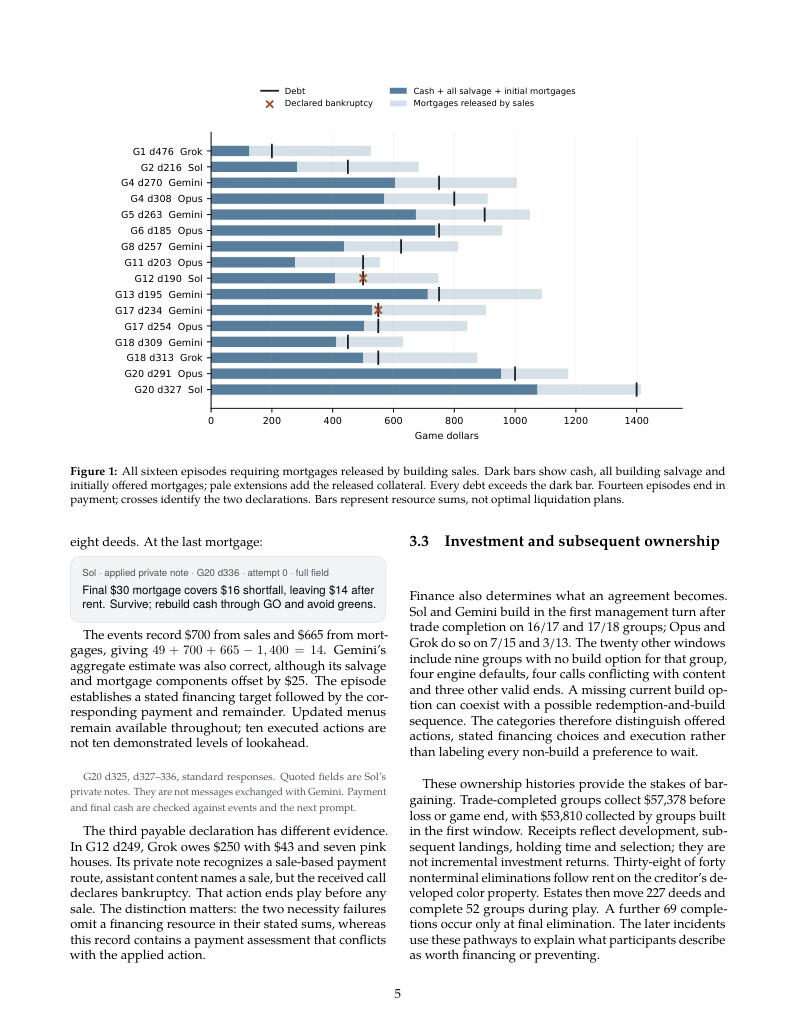 Debt
Declared bankruptcy
Cash + all salvage + initial mortgages
Mortgages released by sales
G1 d476 Grok
G2 d216 Sol
G4 d270 Gemini
G4 d308 Opus
G5 d263 Gemini
G6 d185 Opus
G8 d257 Gemini
G11 d203 Opus
G12 d190 Sol
G13 d195 Gemini
G17 d234 Gemini
G17 d254 Opus
G18 d309 Gemini
G18 d313 Grok
G20 d291 Opus
G20 d327 Sol
0 200 400 600 800 1000 1200 1400
Game dollars
Figure 1: All sixteen episodes requiring mortgages released by building sales. Dark bars show cash, all building salvage and
initially offered mortgages; pale extensions add the released collateral. Every debt exceeds the dark bar. Fourteen episodes end in
payment; crosses identify the two declarations. Bars represent resource sums, not optimal liquidation plans.
eight deeds. At the last mortgage:
Sol · applied private note · G20 d336 · attempt 0 · full field
Final $30 mortgage covers $16 shortfall, leaving $14 after
rent. Survive; rebuild cash through GO and avoid greens.
The events record $700 from sales and $665 from mort-
gages, giving 49 + 700 + 665 − 1,400 = 14. Gemini's
aggregate estimate was also correct, although its salvage
and mortgage components offset by $25. The episode
establishes a stated financing target followed by the cor-
responding payment and remainder. Updated menus
remain available throughout; ten executed actions are
not ten demonstrated levels of lookahead.
G20 d325, d327–336, standard responses. Quoted fields are Sol's
private notes. They are not messages exchanged with Gemini. Payment
and final cash are checked against events and the next prompt.
The third payable declaration has different evidence.
In G12 d249, Grok owes $250 with $43 and seven pink
houses. Its private note recognizes a sale-based payment
route, assistant content names a sale, but the received call
declares bankruptcy. That action ends play before any
sale. The distinction matters: the two necessity failures
omit a financing resource in their stated sums, whereas
this record contains a payment assessment that conflicts
with the applied action.
3.3 Investment and subsequent ownership
Finance also determines what an agreement becomes.
Sol and Gemini build in the first management turn after
trade completion on 16/17 and 17/18 groups; Opus and
Grok do so on 7/15 and 3/13. The twenty other windows
include nine groups with no build option for that group,
four engine defaults, four calls conflicting with content
and three other valid ends. A missing current build op-
tion can coexist with a possible redemption-and-build
sequence. The categories therefore distinguish offered
actions, stated financing choices and execution rather
than labeling every non-build a preference to wait.
These ownership histories provide the stakes of bar-
gaining. Trade-completed groups collect $57,378 before
loss or game end, with $53,810 collected by groups built
in the first window. Receipts reflect development, sub-
sequent landings, holding time and selection; they are
not incremental investment returns. Thirty-eight of forty
nonterminal eliminations follow rent on the creditor's de-
veloped color property. Estates then move 227 deeds and
complete 52 groups during play. A further 69 comple-
tions occur only at final elimination. The later incidents
use these pathways to explain what participants describe
as worth financing or preventing.
5